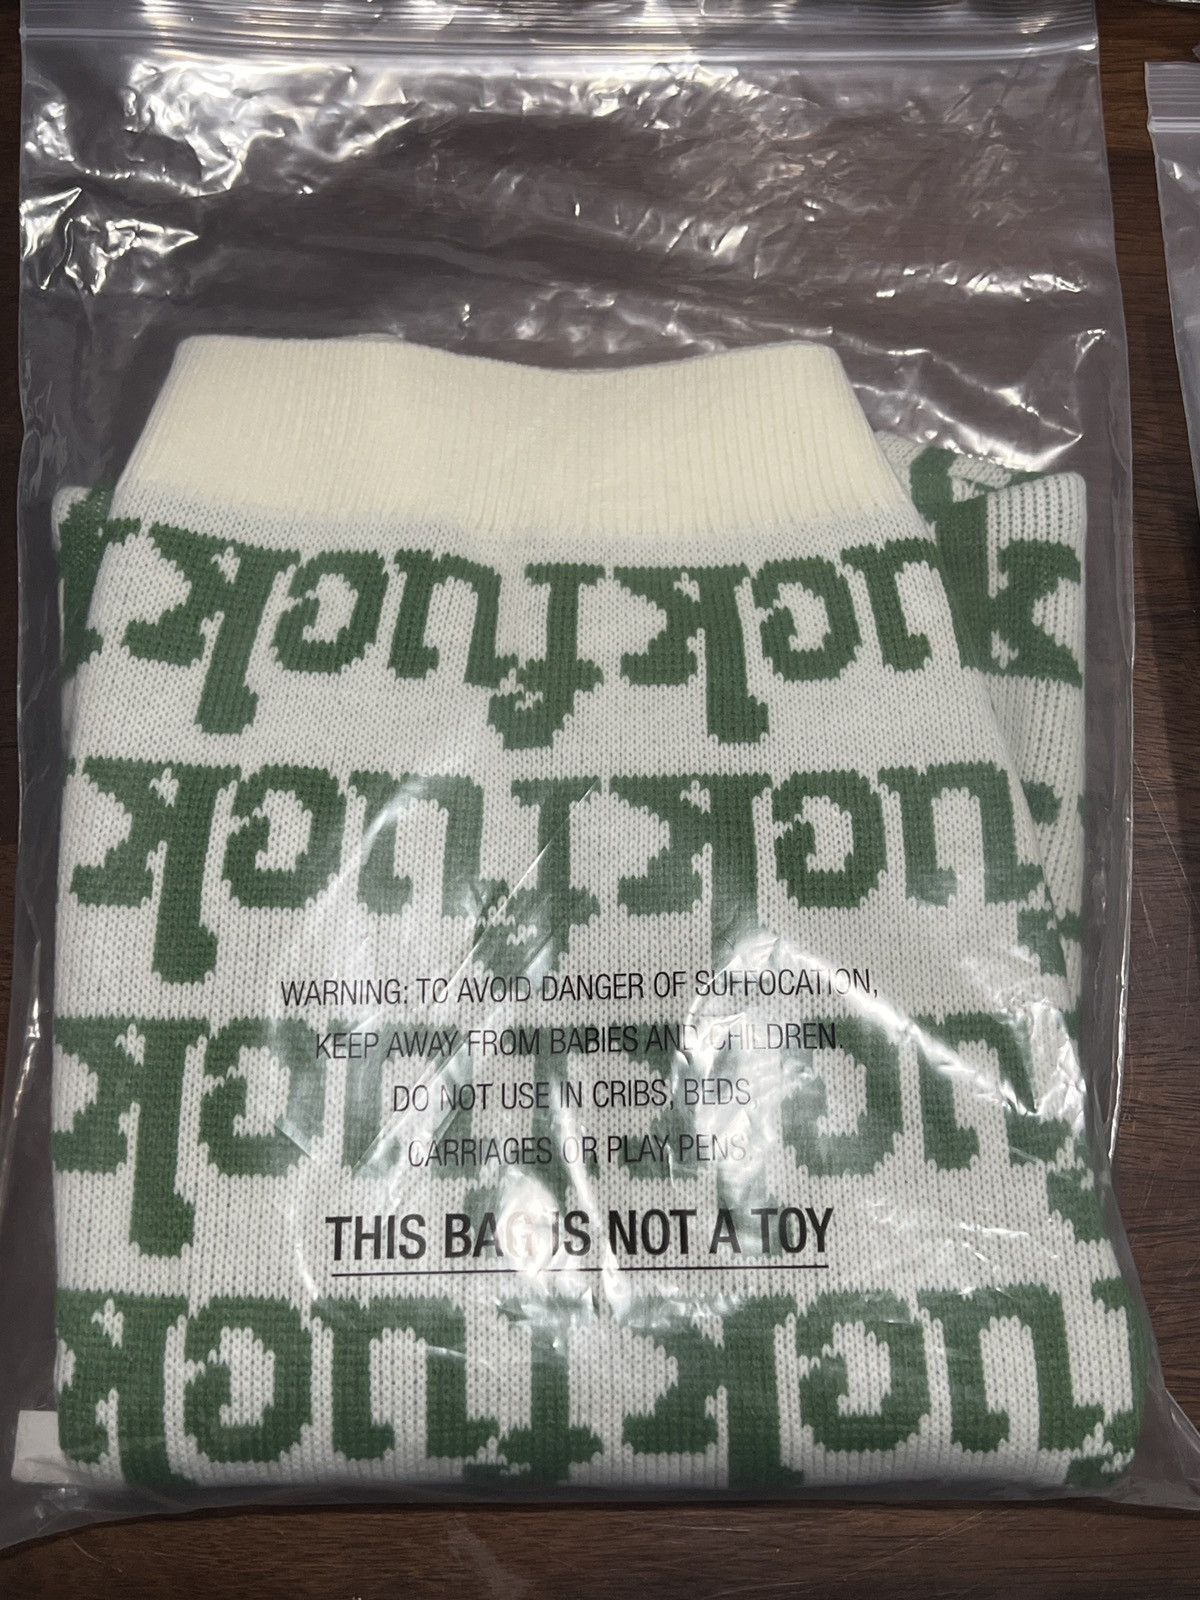 uckfuck
fuckfuck
WARNING: TO AVOID DANGER OF SUFFOCATION,
KEEP AWAY FROM BABIES AND CHILDREN.
DO NOT USE IN CRIBS, BEDS,
CARRIAGES OR PLAY PENS
THIS BAG IS NOT A TOY
fuckfuck
fuckfuck